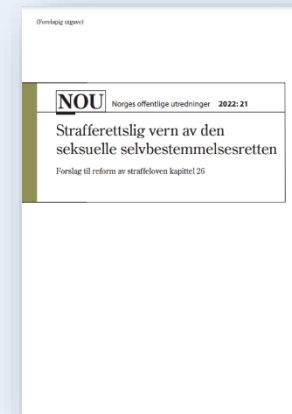 (Foreløpig utgave)
NOU Norges offentlige utredninger 2022: 21
Strafferettslig vern av den
seksuelle selvbestemmelsesretten
Forslag til reform av straffeloven kapittel 26